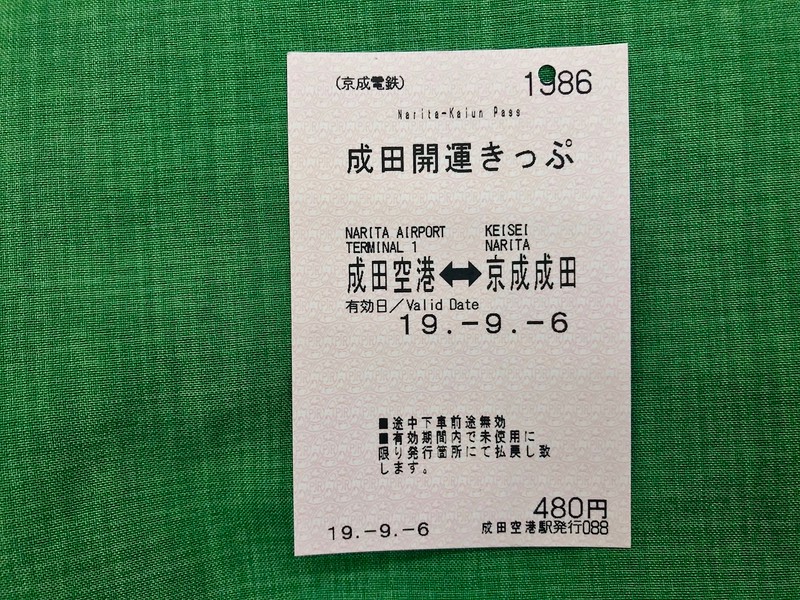 (京成電鉄)
1986
Narita-Kaiun Pass
成田開運きっぷ
NARITA AIRPORT KEISEI
TERMINAL 1 NARITA
成田空港↔京成成田
有効日/Valid Date
19.-9.-6
■途中下車前途無効
■有効期間内で未使用に
限り発行箇所にて払戻し致
します。
480円
19.-9.-6 成田空港駅発行088